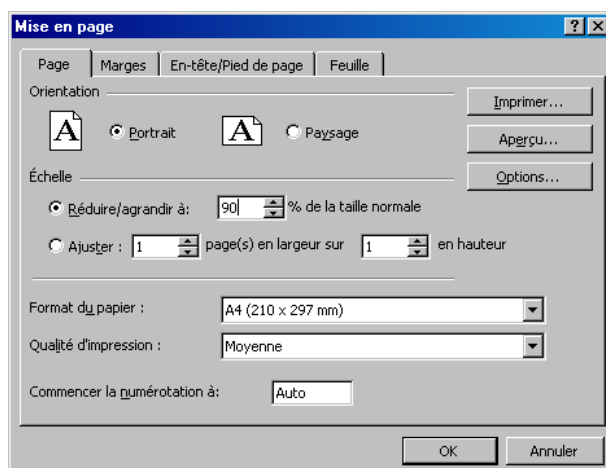 Mise en page
Page Marges En-tête/Pied de page Feuille
Orientation
Imprimer...
A Portrait A Paysage
Aperçu...
Échelle
Options...
Réduire/agrandir à: 90 % de la taille normale
Ajuster : 1 page(s) en largeur sur 1 en hauteur
Format du papier : A4 (210 x 297 mm)
Qualité d'impression : Moyenne
Commencer la numérotation à: Auto
OK Annuler